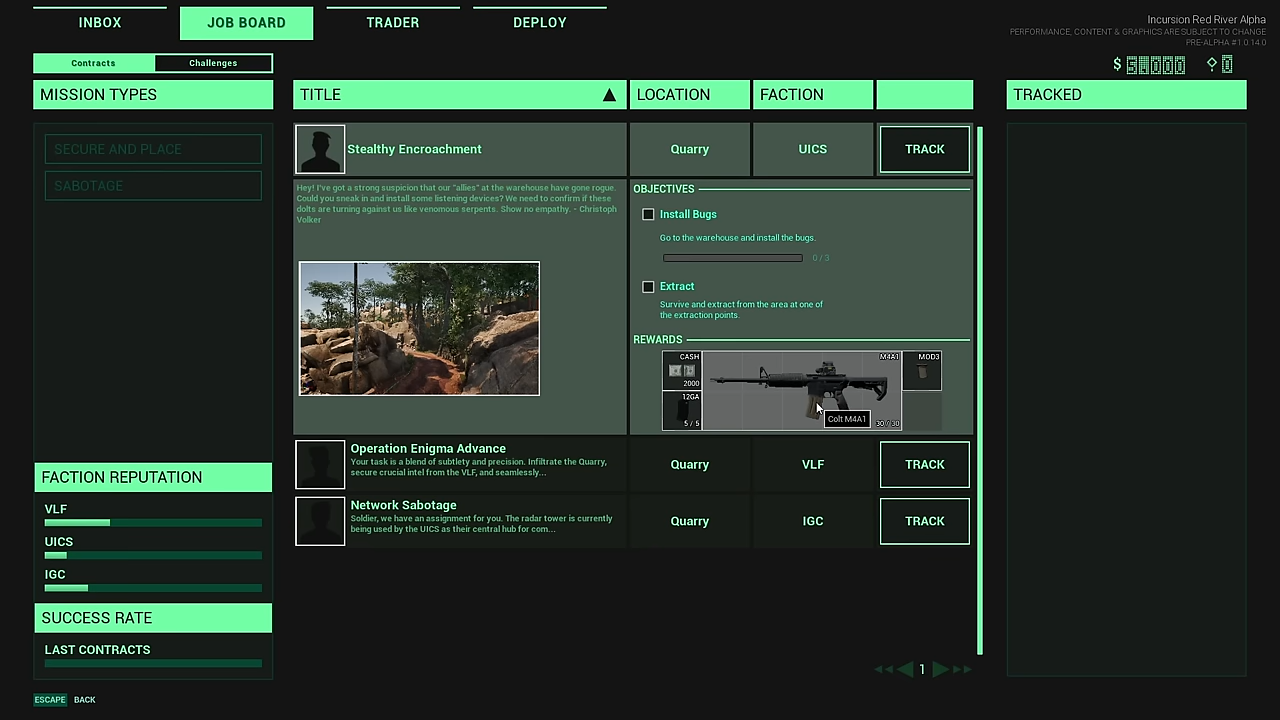 INBOX
JOB BOARD
TRADER
DEPLOY
Incursion Red River Alpha
PERFORMANCE, CONTENT & GRAPHICS ARE SUBJECT TO CHANGE
PRE-ALPHA #1.0.14.0
Contracts
Challenges
$
MISSION TYPES
TITLE
LOCATION
FACTION
TRACKED
SECURE AND PLACE
SABOTAGE
Stealthy Encroachment
Quarry
UICS
TRACK
Hey! I've got a strong suspicion that our "allies" at the warehouse have gone rogue.
Could you sneak in and install some listening devices? We need to confirm if these
dolts are turning against us like venomous serpents. Show no empathy. - Christoph
Volker
OBJECTIVES
Install Bugs
Go to the warehouse and install the bugs.
0 / 3
Extract
Survive and extract from the area at one of
the extraction points.
REWARDS
CASH
2000
12GA
5 / 5
M4A1
Colt M4A1
30 / 30
MOD3
Operation Enigma Advance
Your task is a blend of subtlety and precision. Infiltrate the Quarry,
secure crucial intel from the VLF, and seamlessly...
Quarry
VLF
TRACK
Network Sabotage
Soldier, we have an assignment for you. The radar tower is currently
being used by the UICS as their central hub for com...
Quarry
IGC
TRACK
FACTION REPUTATION
VLF
UICS
IGC
SUCCESS RATE
LAST CONTRACTS
1
ESCAPE
BACK